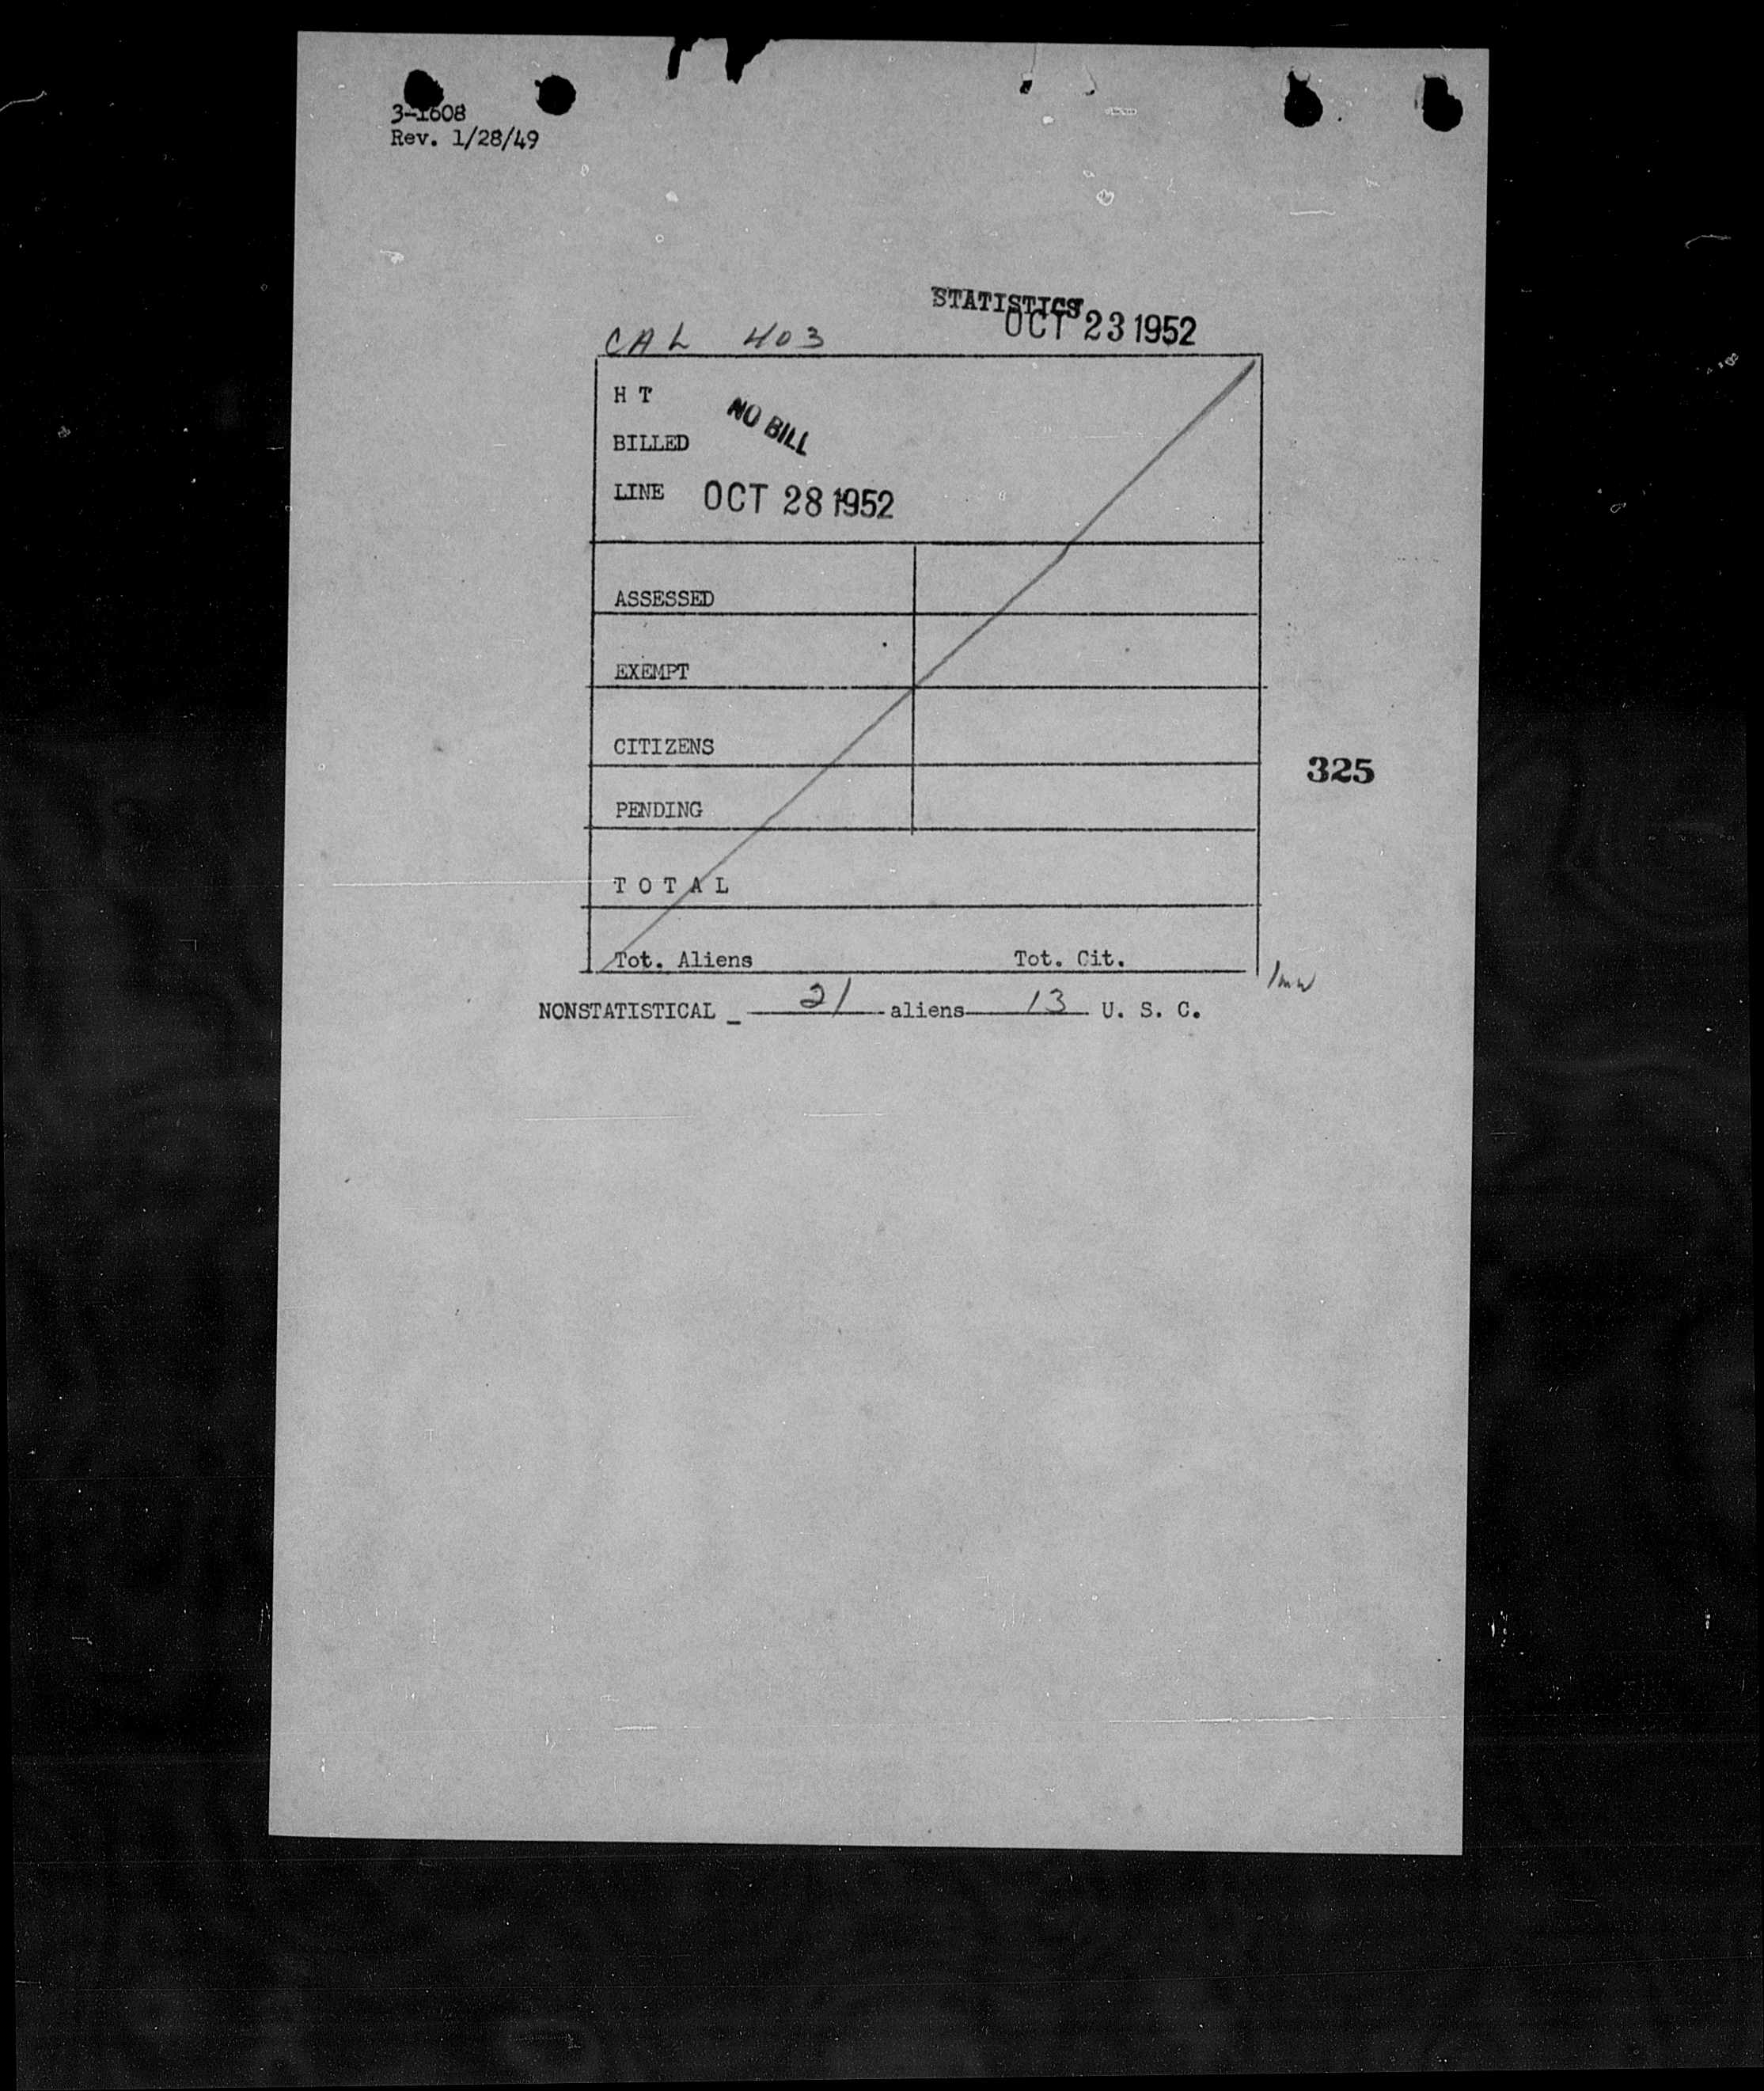 3-1608
Rev. 1/28/49
STATISTICS
OCT 23 1952
CAL 403
H T
NO BILL
BILLED
LINE OCT 28 1952
ASSESSED
EXEMPT
CITIZENS
325
PENDING
T O T A L
Tot. Aliens Tot. Cit.
NONSTATISTICAL _ 21 aliens 13 U. S. C.